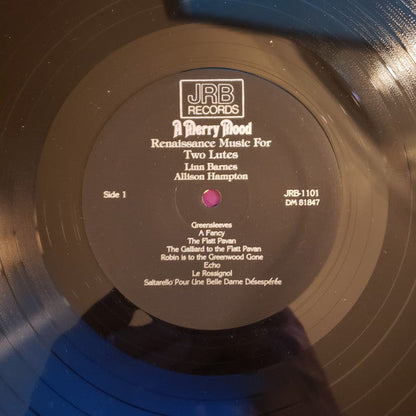 JRB
RECORDS
A Merry Mood
Renaissance Music For
Two Lutes
Linn Barnes
Allison Hampton
Side 1
JRB-1101
DM 81847
Greensleeves
A Fancy
The Flatt Pavan
The Galliard to the Flatt Pavan
Robin is to the Greenwood Gone
Echo
Le Rossignol
Saltarello Pour Une Belle Dame Désespérée